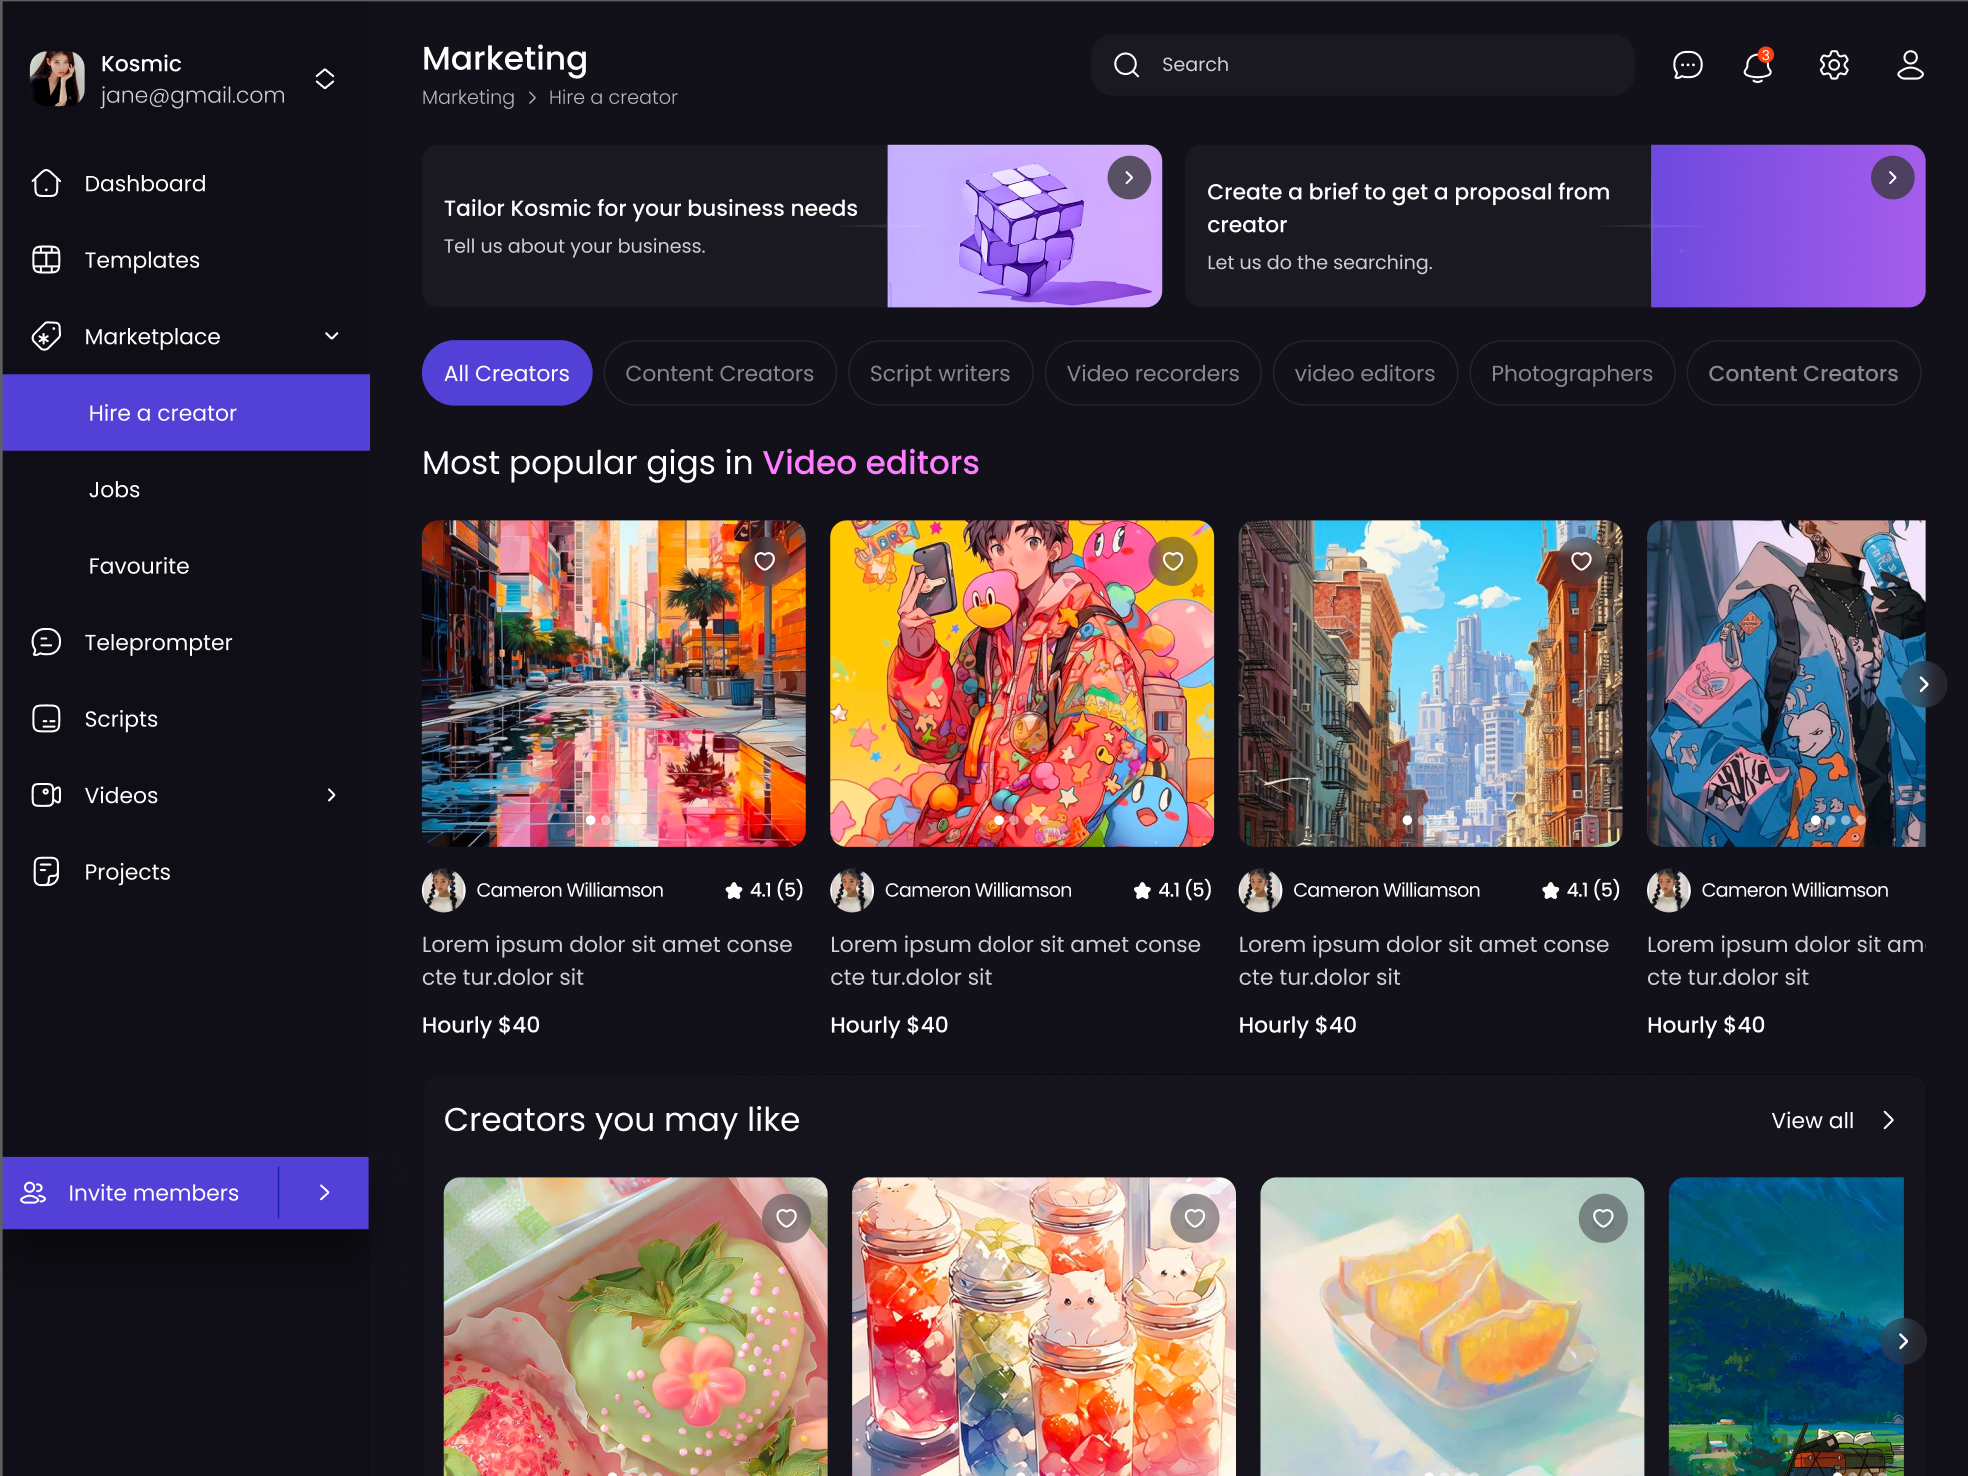 Kosmic
jane@gmail.com
Dashboard
Templates
Marketplace
Hire a creator
Jobs
Favourite
Teleprompter
Scripts
Videos
Projects
Invite members
Marketing
Marketing > Hire a creator
Search
3
Tailor Kosmic for your business needs
Tell us about your business.
Create a brief to get a proposal from
creator
Let us do the searching.
All Creators
Content Creators
Script writers
Video recorders
video editors
Photographers
Content Creators
Most popular gigs in Video editors
Cameron Williamson
4.1 (5)
Lorem ipsum dolor sit amet conse
cte tur.dolor sit
Hourly $40
Cameron Williamson
4.1 (5)
Lorem ipsum dolor sit amet conse
cte tur.dolor sit
Hourly $40
Cameron Williamson
4.1 (5)
Lorem ipsum dolor sit amet conse
cte tur.dolor sit
Hourly $40
Cameron Williamson
Lorem ipsum dolor sit am
cte tur.dolor sit
Hourly $40
Creators you may like
View all